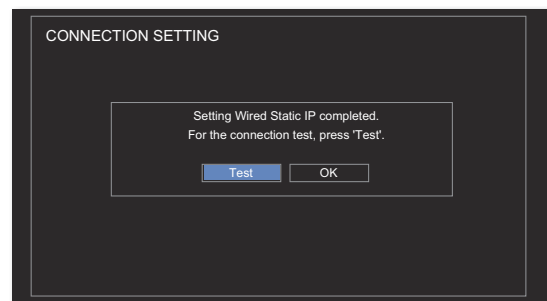 CONNECTION SETTING
Setting Wired Static IP completed.
For the connection test, press 'Test'.
Test OK